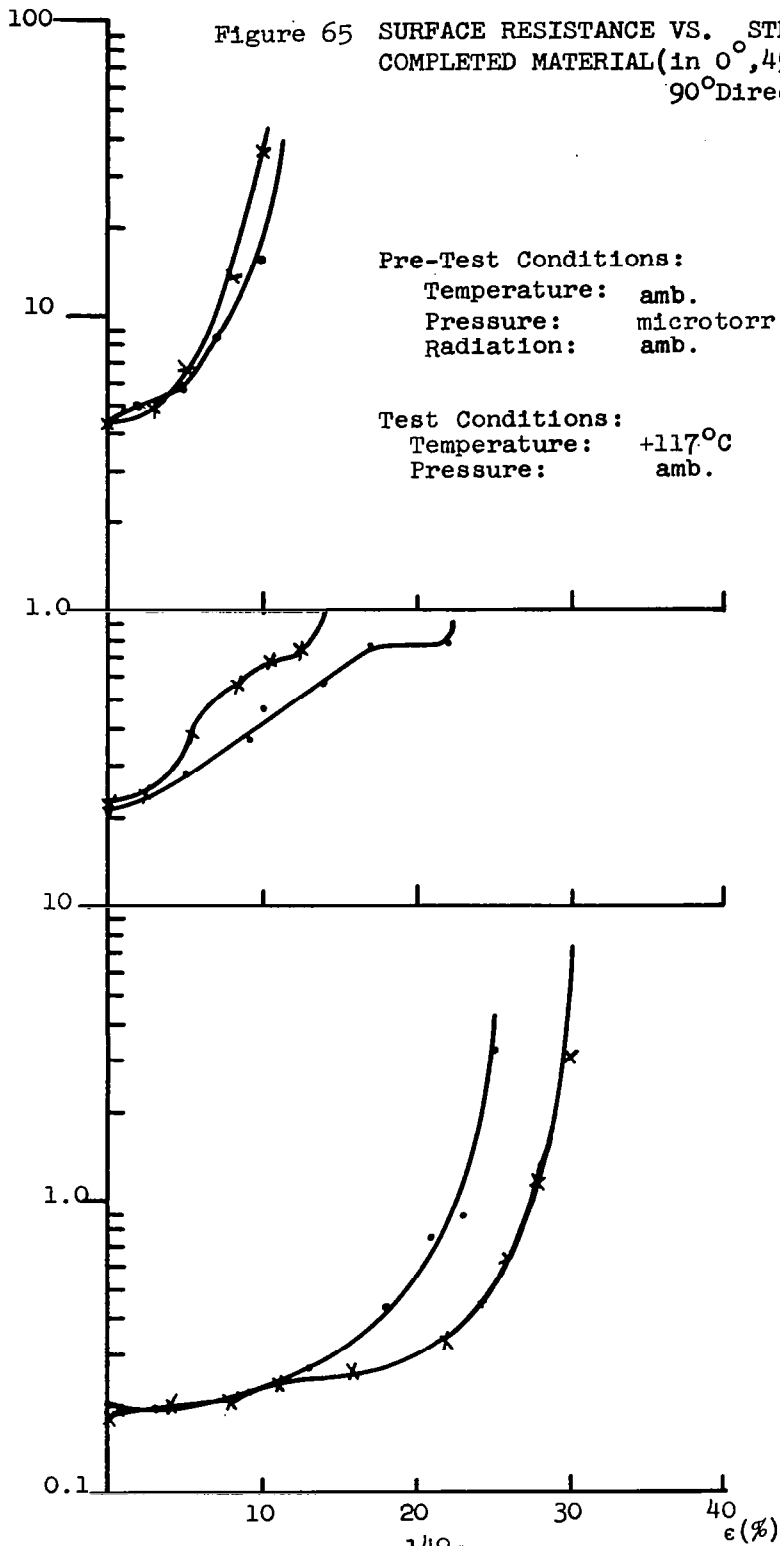 100
Figure 65 SURFACE RESISTANCE VS.
COMPLETED MATERIAL(in 0°,
90°
Pre-Test Conditions:
Temperature: amb.
Pressure: microtorr
Radiation: amb.
10
Test Conditions:
Temperature: +117°C
Pressure: amb.
1.0
10
1.0
0.1
10 20 30 40
ε(%)